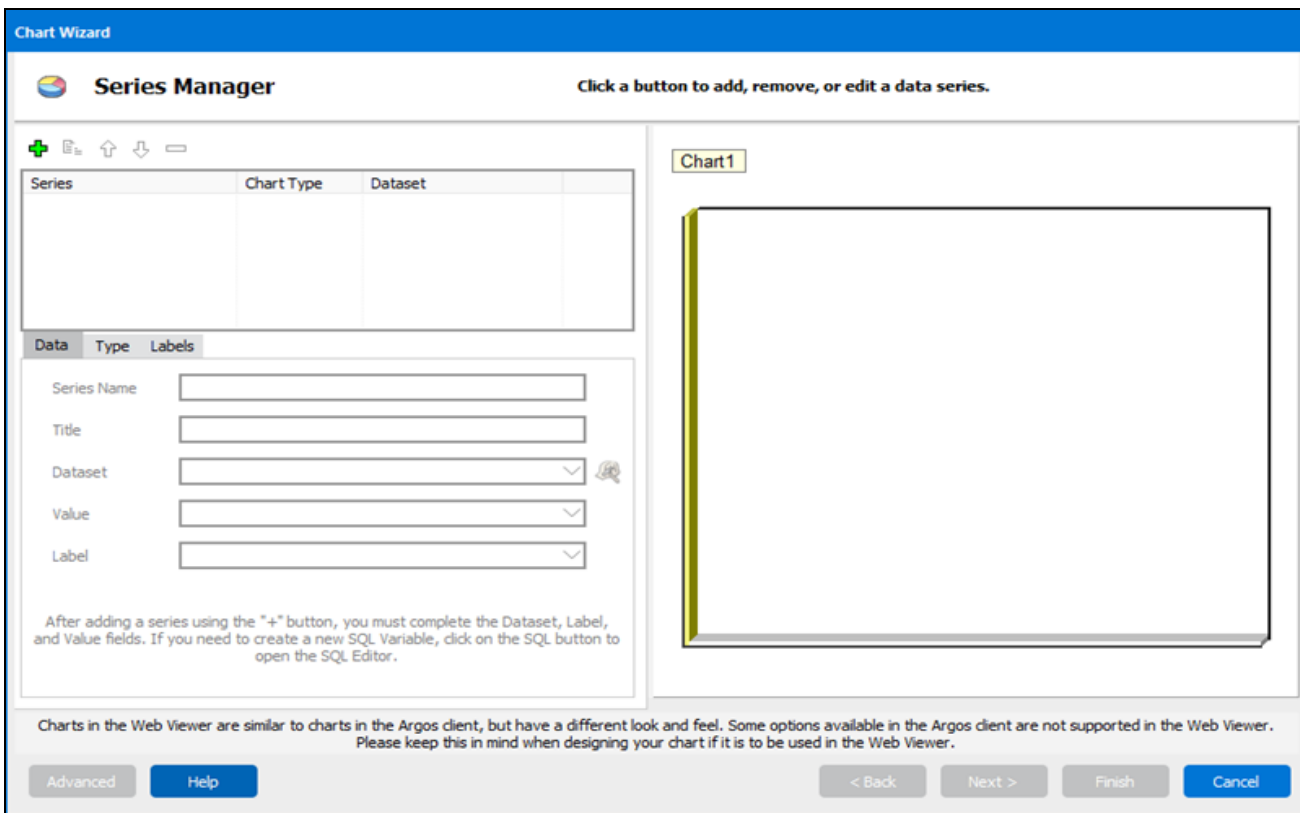 Chart Wizard
Series Manager
Click a button to add, remove, or edit a data series.
Series Chart Type Dataset
Chart1
Data Type Labels
Series Name
Title
Dataset
Value
Label
After adding a series using the "+" button, you must complete the Dataset, Label,
and Value fields. If you need to create a new SQL Variable, click on the SQL button to
open the SQL Editor.
Charts in the Web Viewer are similar to charts in the Argos client, but have a different look and feel. Some options available in the Argos client are not supported in the Web Viewer.
Please keep this in mind when designing your chart if it is to be used in the Web Viewer.
Advanced Help < Back Next > Finish Cancel